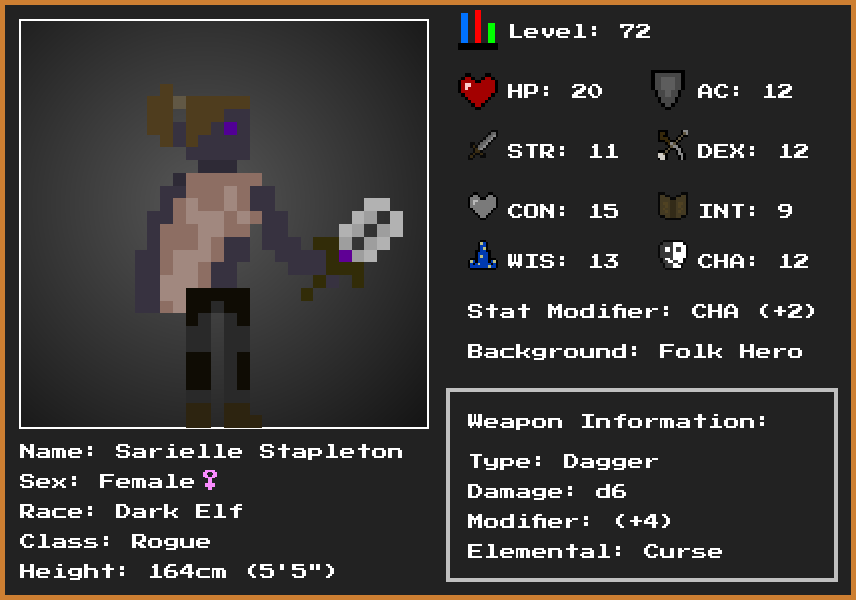 Level: 72
HP: 20
AC: 12
STR: 11
DEX: 12
CON: 15
INT: 9
WIS: 13
CHA: 12
Stat Modifier: CHA (+2)
Background: Folk Hero
Weapon Information:
Type: Dagger
Damage: d6
Modifier: (+4)
Elemental: Curse
Name: Sarielle Stapleton
Sex: Female♀
Race: Dark Elf
Class: Rogue
Height: 164cm (5'5")